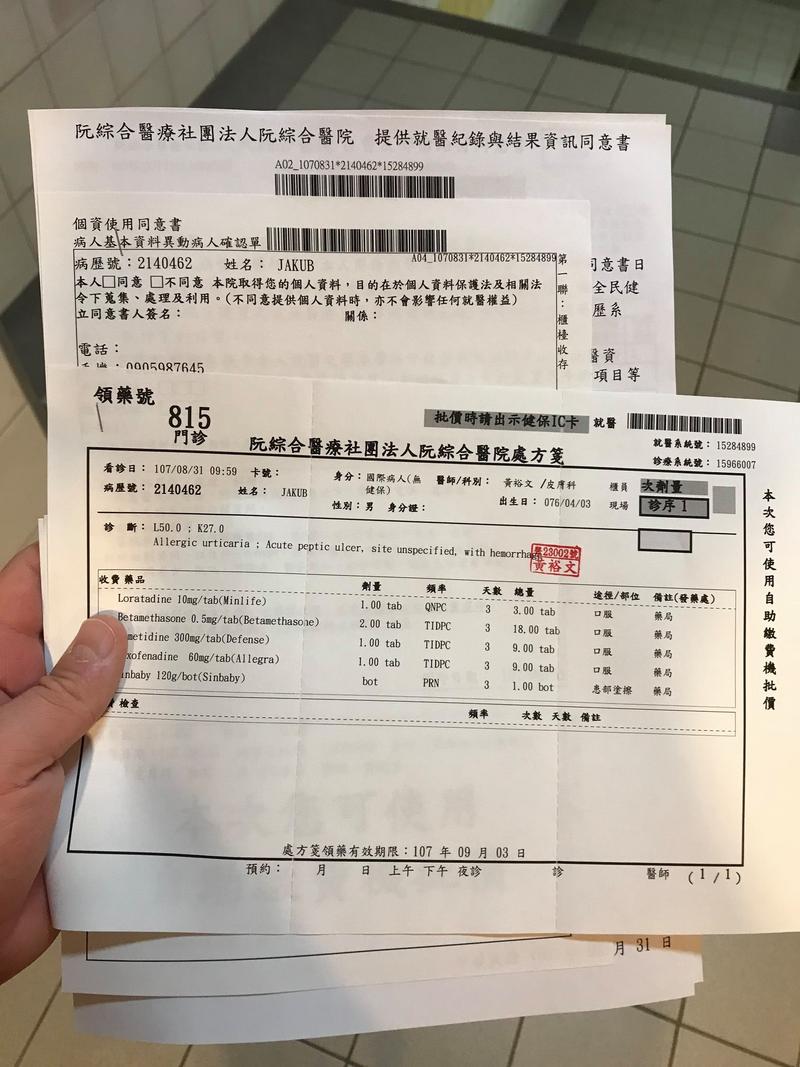 阮綜合醫療社團法人阮綜合醫院 提供就醫紀錄與結果資訊同意書
A02_1070831*2140462*15284899
個資使用同意書
病人基本資料異動病人確認單
A04_1070831*2140462*15284899
病歷號：2140462 姓名： JAKUB
本人□同意 □不同意 本院取得您的個人資料，目的在於個人資料保護法及相關法
令下蒐集、處理及利用。(不同意提供個人資料時，亦不會影響任何就醫權益)
立同意書人簽名： 關係：
電話：
0905987645
第一聯：櫃檯收存
同意書日
全民健
歷系
醫資
項目等
領藥號
815
門診
批價時請出示健保IC卡 就醫
阮綜合醫療社團法人阮綜合醫院處方箋
就醫系統號： 15284899
診療系統號： 15966007
看診日： 107/08/31 09:59 卡號： 身分： 國際病人(無健保) 醫師/科別： 黃裕文 /皮膚科 櫃員 次劑量
病歷號： 2140462 姓名： JAKUB 性別： 男 身分證： 出生日： 076/04/03 現場 診序 1
診 斷： L50.0 ; K27.0
Allergic urticaria ; Acute peptic ulcer, site unspecified, with hemorrha
23002號
黃裕文
收費 藥品 劑量 頻率 天數 總量 途徑/部位 備註(發藥處)
Loratadine 10mg/tab(Minlife) 1.00 tab QNPC 3 3.00 tab 口服 藥局
Betamethasone 0.5mg/tab(Betamethasone) 2.00 tab TIDPC 3 18.00 tab 口服 藥局
metidine 300mg/tab(Defense) 1.00 tab TIDPC 3 9.00 tab 口服 藥局
xofenadine 60mg/tab(Allegra) 1.00 tab TIDPC 3 9.00 tab 口服 藥局
inbaby 120g/bot(Sinbaby) bot PRN 3 1.00 bot 患部塗擦 藥局
檢查 頻率 次數 天數 備註
處方箋領藥有效期限：107 年 09 月 03 日
預約： 月 日 上午 下午 夜診 診 醫師 (1/1)
本次您可使用自助繳費機批價
月 31 日